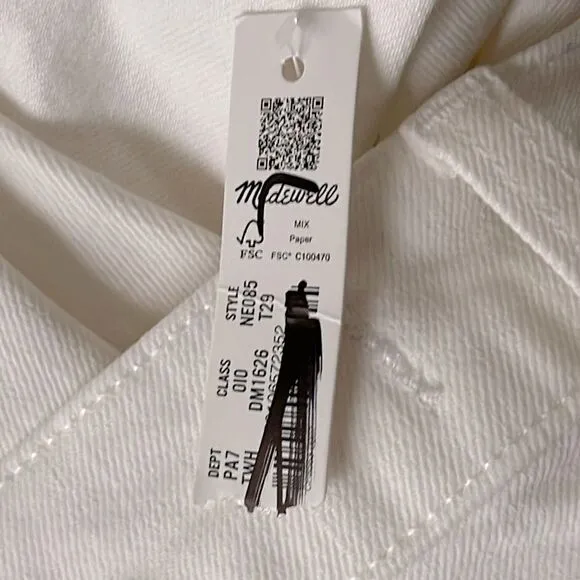 Madewell
MIX
Paper
FSC
FSC® C100470
STYLE
NE085
T29
CLASS
010
DM1626
DEPT
PA7
TWH